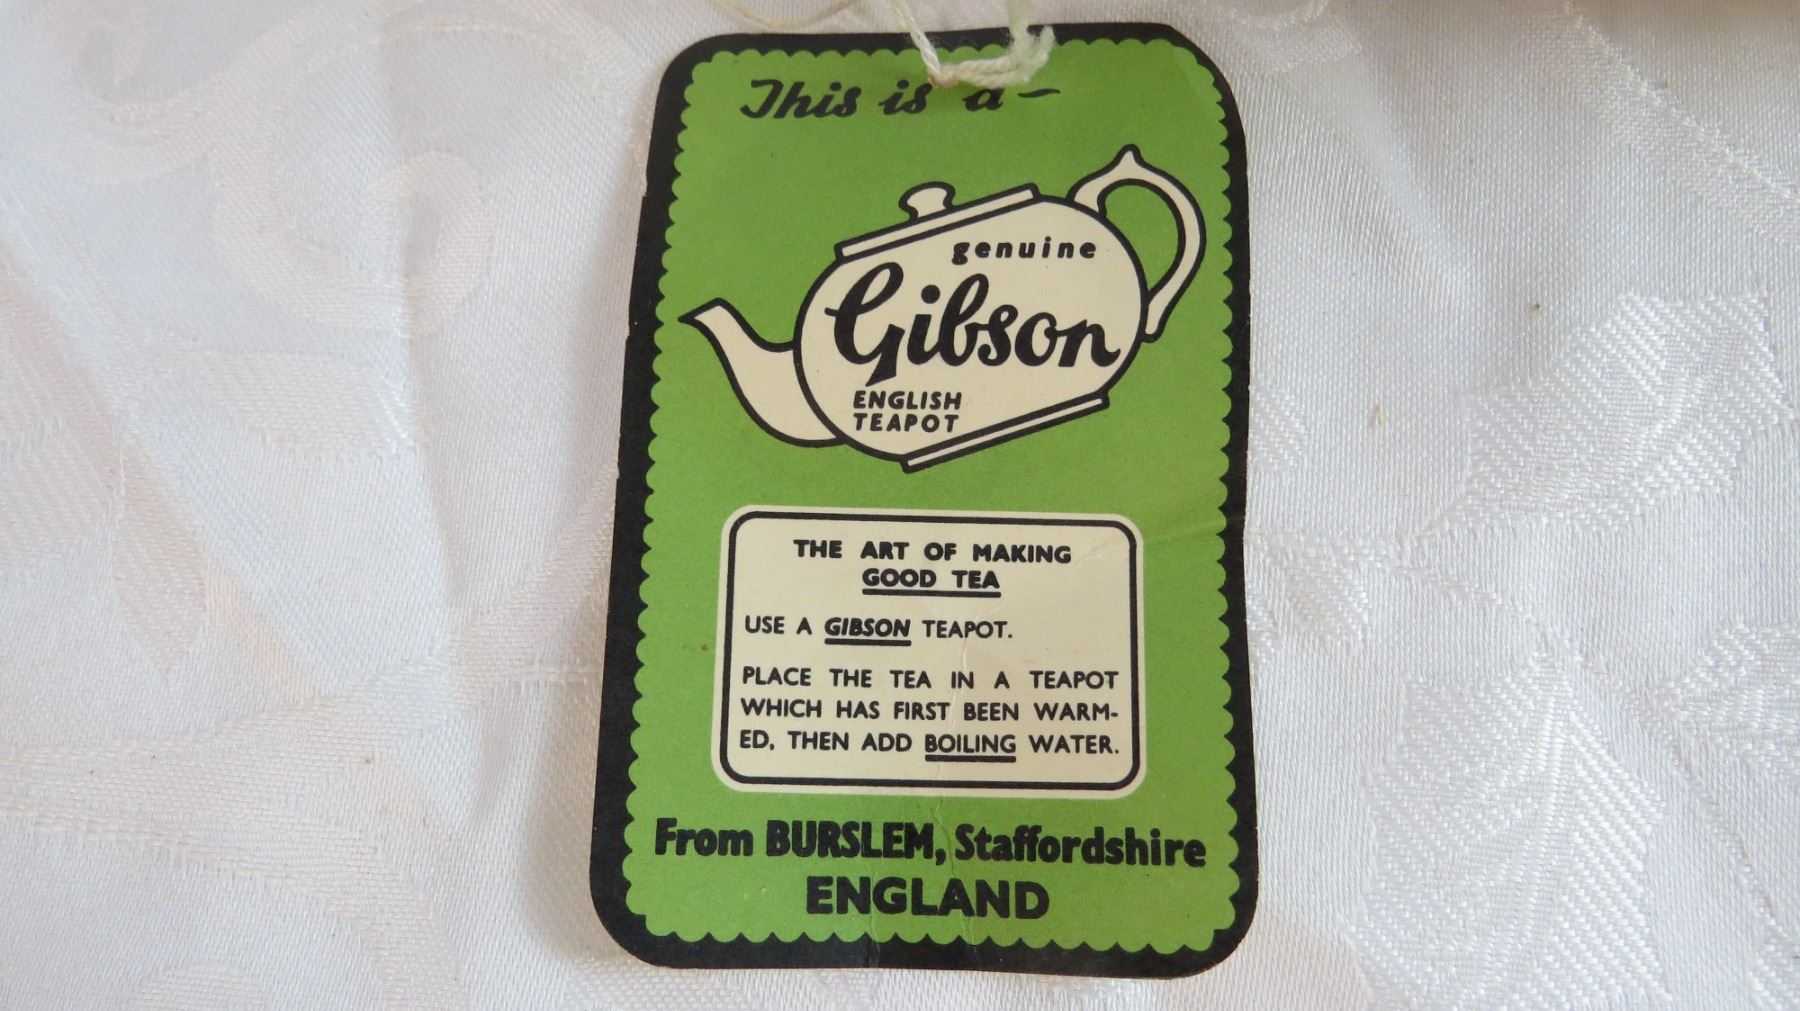 This is a —
genuine
Gibson
ENGLISH
TEAPOT
THE ART OF MAKING
GOOD TEA
USE A GIBSON TEAPOT.
PLACE THE TEA IN A TEAPOT
WHICH HAS FIRST BEEN WARM-
ED, THEN ADD BOILING WATER.
From BURSLEM, Staffordshire
ENGLAND